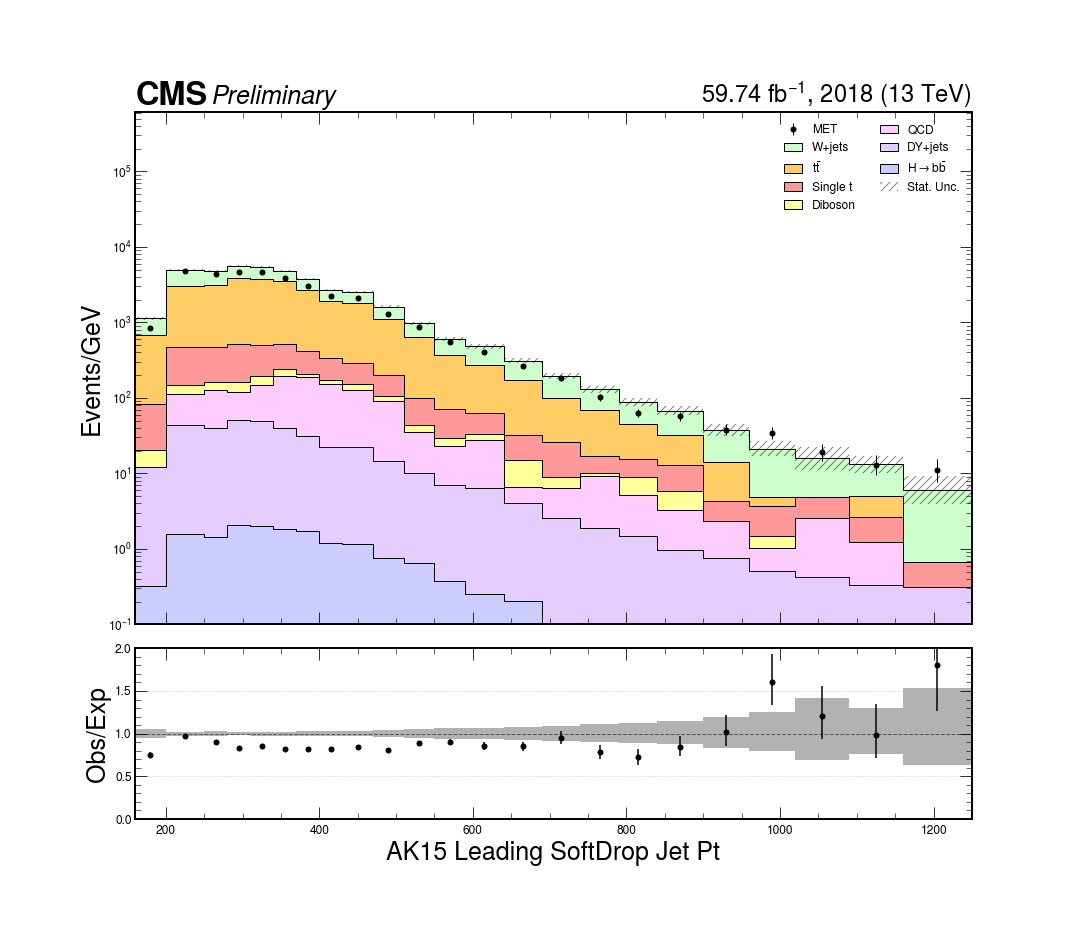 CMS Preliminary
59.74 fb⁻¹, 2018 (13 TeV)
MET
W+jets
tt̄
Single t
Diboson
QCD
DY+jets
H→bb̄
Stat. Unc.
Events/GeV
10⁵
10⁴
10³
10²
10¹
10⁰
10⁻¹
Obs/Exp
2.0
1.5
1.0
0.5
0.0
200 400 600 800 1000 1200
AK15 Leading SoftDrop Jet Pt